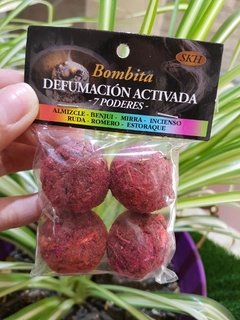 SKH
Bombita
DEFUMACIÓN ACTIVADA
- 7 PODERES -
ALMIZCLE - BENJUI - MIRRA - INCIENSO
RUDA - ROMERO - ESTORAQUE